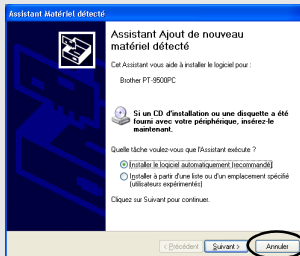 Assistant Matériel détecté
Assistant Ajout de nouveau
matériel détecté
Cet Assistant vous aide à installer le logiciel pour :
Brother PT-9500PC
Si un CD d'installation ou une disquette a été
fourni avec votre périphérique, insérez-le
maintenant.
Quelle tâche voulez-vous que l'Assistant exécute ?
Installer le logiciel automatiquement (recommandé)
Installer à partir d'une liste ou d'un emplacement spécifié
(utilisateurs expérimentés)
Cliquez sur Suivant pour continuer.
< Précédent
Suivant >
Annuler